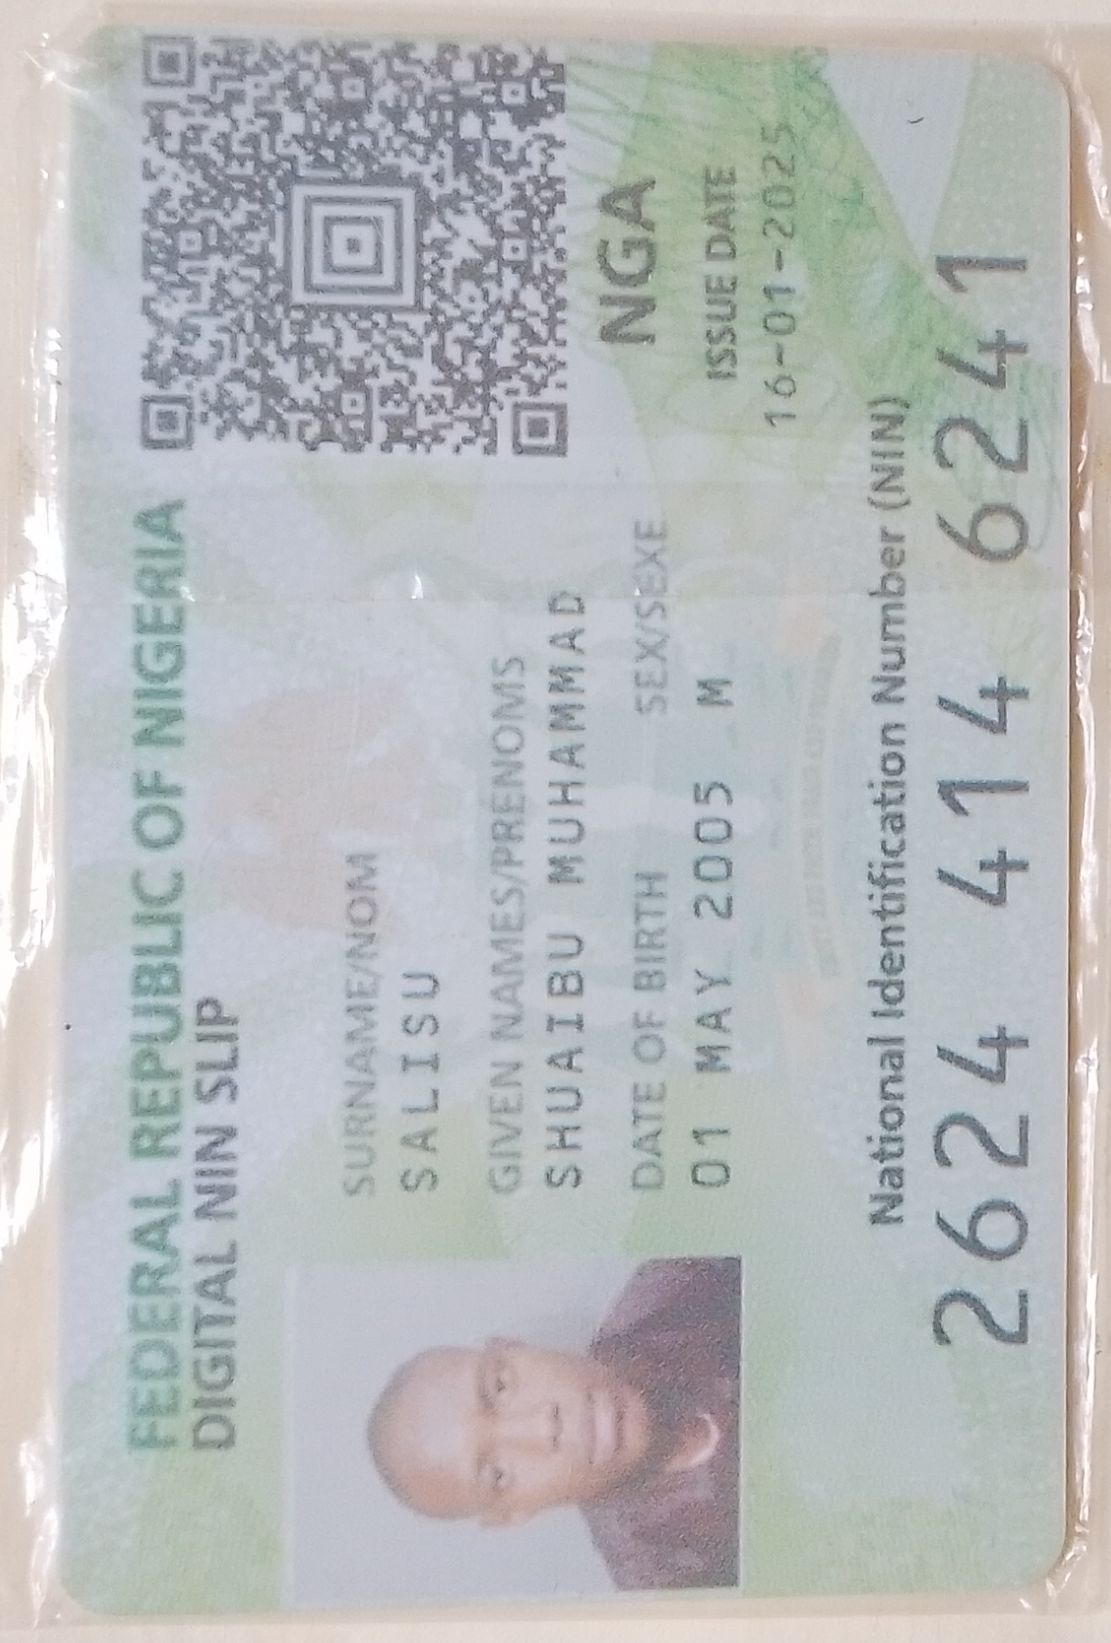 FEDERAL REPUBLIC OF NIGERIA
DIGITAL NIN SLIP
SURNAME/NOM
SALISU
GIVEN NAMES/PRÉNOMS
SHUAIBU MUHAMMAD
DATE OF BIRTH SEX/SEXE
01 MAY 2005 M
NGA
ISSUE DATE
16-01-2025
National Identification Number (NIN)
2624 414 6241